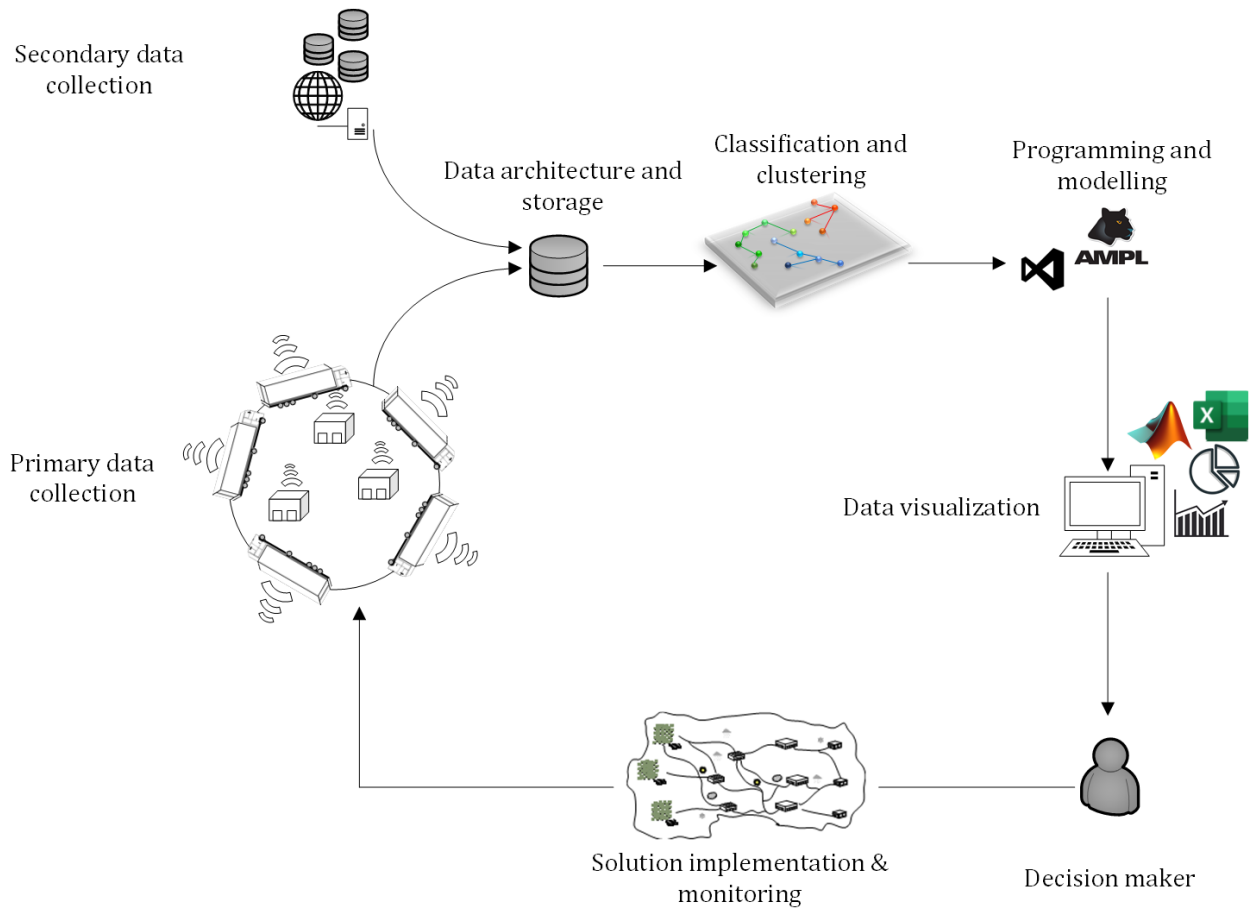 Secondary data
collection
Data architecture and
storage
Classification and
clustering
Programming and
modelling
AMPL
Primary data
collection
X
Data visualization
Solution implementation &
monitoring
Decision maker